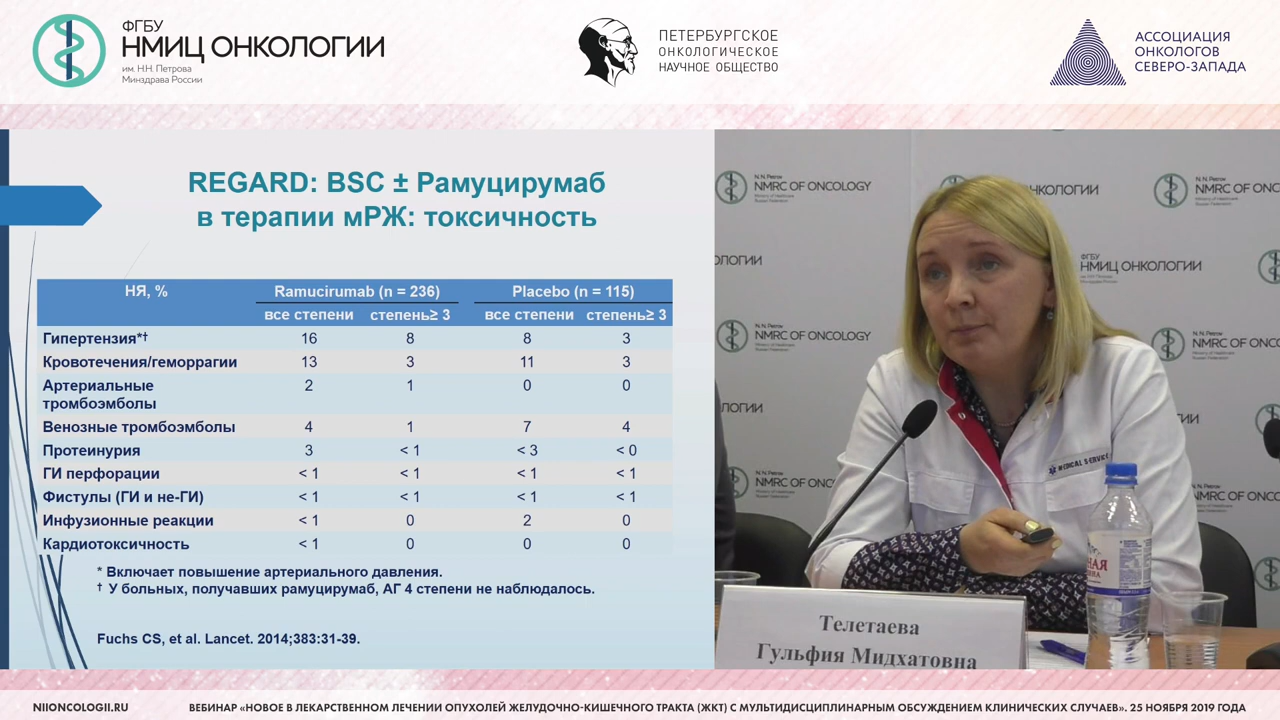 ФГБУ
НМИЦ ОНКОЛОГИИ
им. Н.Н. Петрова
Минздрава России
ПЕТЕРБУРГСКОЕ
ОНКОЛОГИЧЕСКОЕ
НАУЧНОЕ ОБЩЕСТВО
АССОЦИАЦИЯ
ОНКОЛОГОВ
СЕВЕРО-ЗАПАДА
REGARD: BSC ± Рамуцирумаб
в терапии мРЖ: токсичность
НЯ, % Ramucirumab (n = 236) Placebo (n = 115)
все степени степень≥ 3 все степени степень≥ 3
Гипертензия*† 16 8 8 3
Кровотечения/геморрагии 13 3 11 3
Артериальные 2 1 0 0
тромбоэмболы
Венозные тромбоэмболы 4 1 7 4
Протеинурия 3 < 1 < 3 < 0
ГИ перфорации < 1 < 1 < 1 < 1
Фистулы (ГИ и не-ГИ) < 1 < 1 < 1 < 1
Инфузионные реакции < 1 0 2 0
Кардиотоксичность < 1 0 0 0
* Включает повышение артериального давления.
† У больных, получавших рамуцирумаб, АГ 4 степени не наблюдалось.
Fuchs CS, et al. Lancet. 2014;383:31-39.
N.N. Petrov
NMRC OF ONCOLOGY
ФГБУ
НМИЦ ОНКОЛОГИИ
MEDICAL SERVICE
Телетаева
Гульфия Мидхатовна
NIIONCOLOGII.RU
ВЕБИНАР «НОВОЕ В ЛЕКАРСТВЕННОМ ЛЕЧЕНИИ ОПУХОЛЕЙ ЖЕЛУДОЧНО-КИШЕЧНОГО ТРАКТА (ЖКТ) С МУЛЬТИДИСЦИПЛИНАРНЫМ ОБСУЖДЕНИЕМ КЛИНИЧЕСКИХ СЛУЧАЕВ». 25 НОЯБРЯ 2019 ГОДА